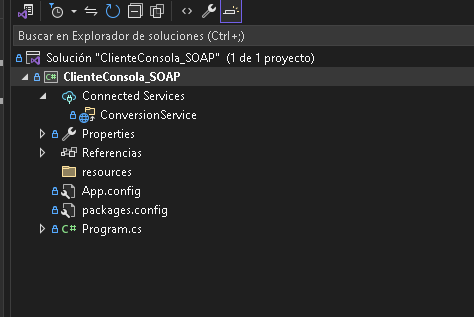 Buscar en Explorador de soluciones (Ctrl+;)
Solución "ClienteConsola_SOAP" (1 de 1 proyecto)
C# ClienteConsola_SOAP
Connected Services
ConversionService
Properties
Referencias
resources
App.config
packages.config
C# Program.cs